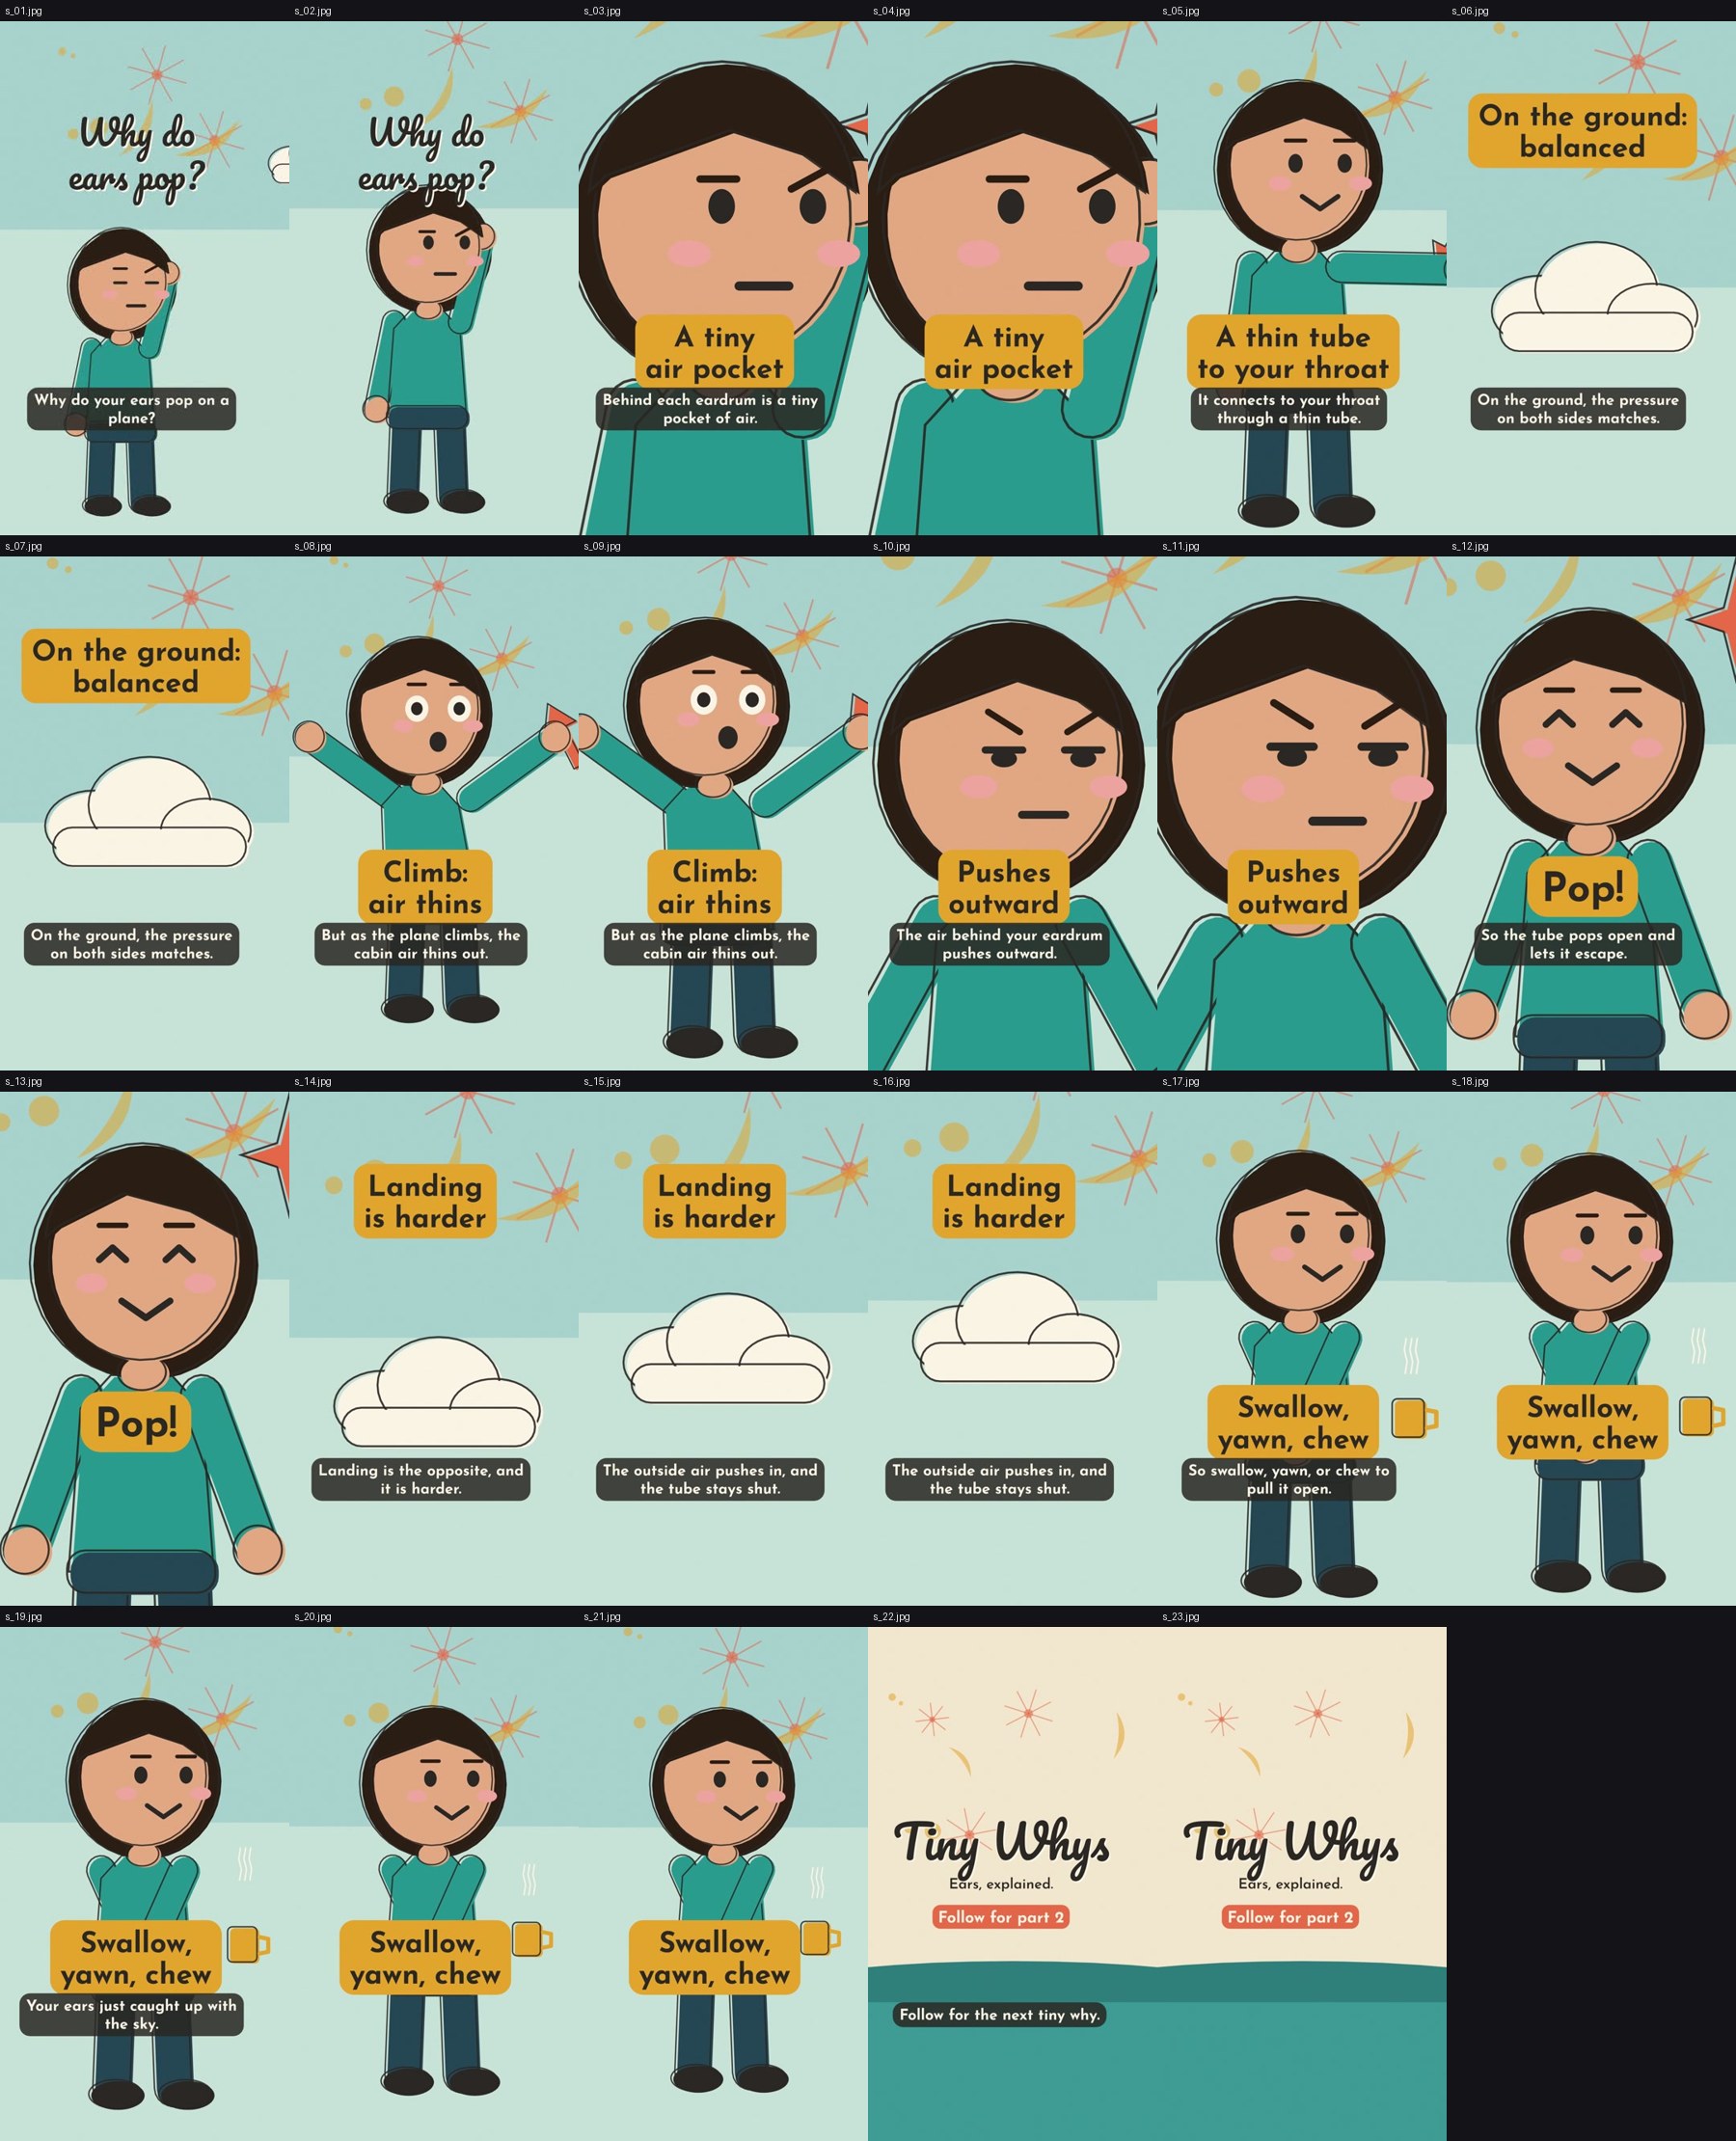 s_01.jpg
s_02.jpg
s_03.jpg
s_04.jpg
s_05.jpg
s_06.jpg
Why do
ears pop?
Why do your ears pop on a
plane?
Why do
ears pop?
A tiny
air pocket
Behind each eardrum is a tiny
pocket of air.
A tiny
air pocket
A thin tube
to your throat
It connects to your throat
through a thin tube.
On the ground:
balanced
On the ground, the pressure
on both sides matches.
s_07.jpg
s_08.jpg
s_09.jpg
s_10.jpg
s_11.jpg
s_12.jpg
On the ground:
balanced
On the ground, the pressure
on both sides matches.
Climb:
air thins
But as the plane climbs, the
cabin air thins out.
Climb:
air thins
But as the plane climbs, the
cabin air thins out.
Pushes
outward
The air behind your eardrum
pushes outward.
Pushes
outward
Pop!
So the tube pops open and
lets it escape.
s_13.jpg
s_14.jpg
s_15.jpg
s_16.jpg
s_17.jpg
s_18.jpg
Pop!
Landing
is harder
Landing is the opposite, and
it is harder.
Landing
is harder
The outside air pushes in, and
the tube stays shut.
Landing
is harder
The outside air pushes in, and
the tube stays shut.
Swallow,
yawn, chew
So swallow, yawn, or chew to
pull it open.
Swallow,
yawn, chew
s_19.jpg
s_20.jpg
s_21.jpg
s_22.jpg
s_23.jpg
Swallow,
yawn, chew
Your ears just caught up with
the sky.
Swallow,
yawn, chew
Swallow,
yawn, chew
Tiny Whys
Ears, explained.
Follow for part 2
Follow for the next tiny why.
Tiny Whys
Ears, explained.
Follow for part 2